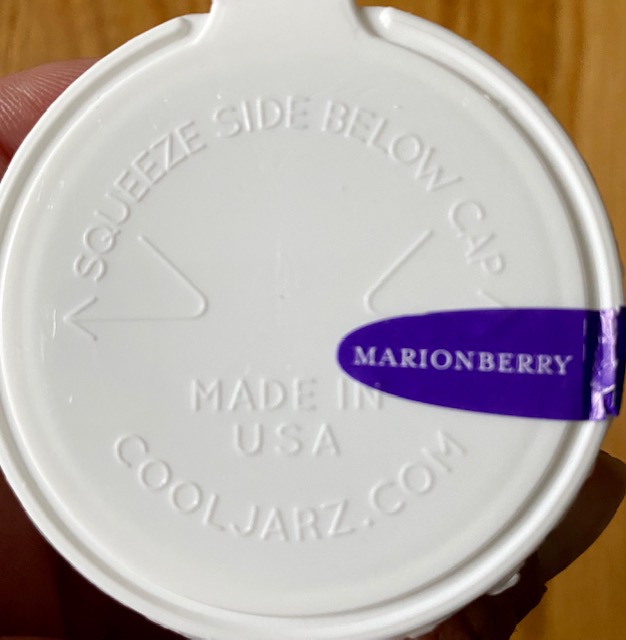 SQUEEZE SIDE BELOW CAP
MARIONBERRY
MADE IN
USA
COOLJARZ.COM